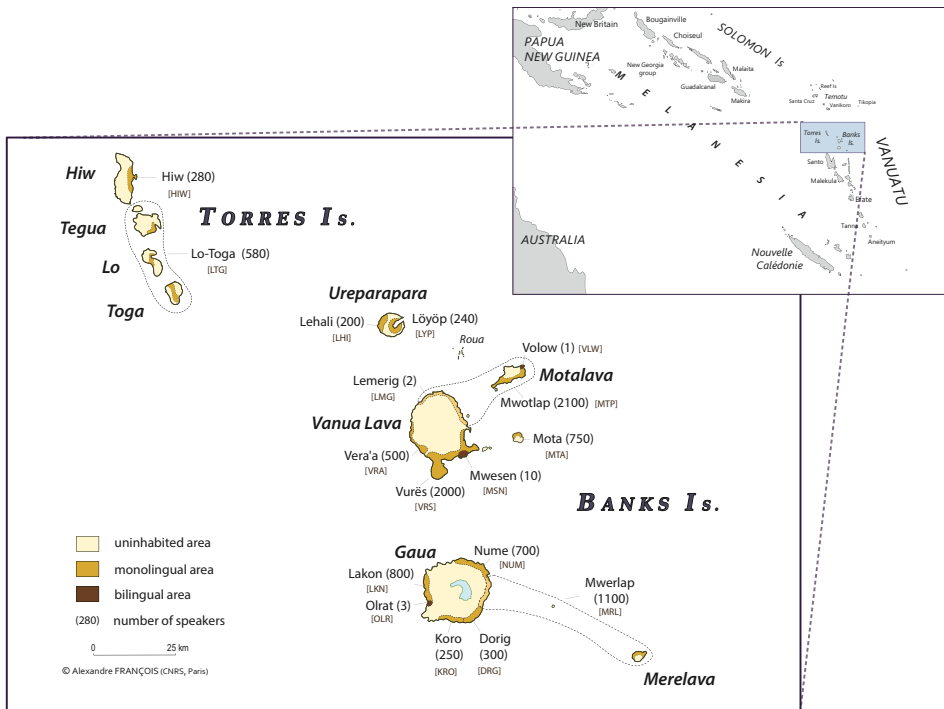 New Britain
Bougainville
Choiseul
SOLOMON Is
PAPUA
NEW GUINEA
New Georgia
group
Malaita
Guadalcanal
Makira
MELANESIA
Reef Is
Temotu
Santa Cruz
Vanikoro
Tikopia
Torres
Is.
Banks
Is.
VANUATU
Santo
Malekula
Efate
Tanna
Aneityum
AUSTRALIA
Nouvelle
Calédonie
Hiw
Hiw (280)
[HIW]
TORRES Is.
Tegua
Lo-Toga (580)
[LTG]
Lo
Toga
Ureparapara
Lehali (200)
[LHI]
Löyöp (240)
[LYP]
Roua
Volow (1) [VLW]
Motalava
Lemerig (2)
[LMG]
Mwotlap (2100) [MTP]
Vanua Lava
Mota (750)
[MTA]
Vera'a (500)
[VRA]
Mwesen (10)
[MSN]
Vurës (2000)
[VRS]
BANKS Is.
Gaua
Nume (700)
[NUM]
Lakon (800)
[LKN]
Olrat (3)
[OLR]
Mwerlap
(1100)
[MRL]
Koro
(250)
[KRO]
Dorig
(300)
[DRG]
Merelava
uninhabited area
monolingual area
bilingual area
(280) number of speakers
0 25 km
© Alexandre FRANÇOIS (CNRS, Paris)